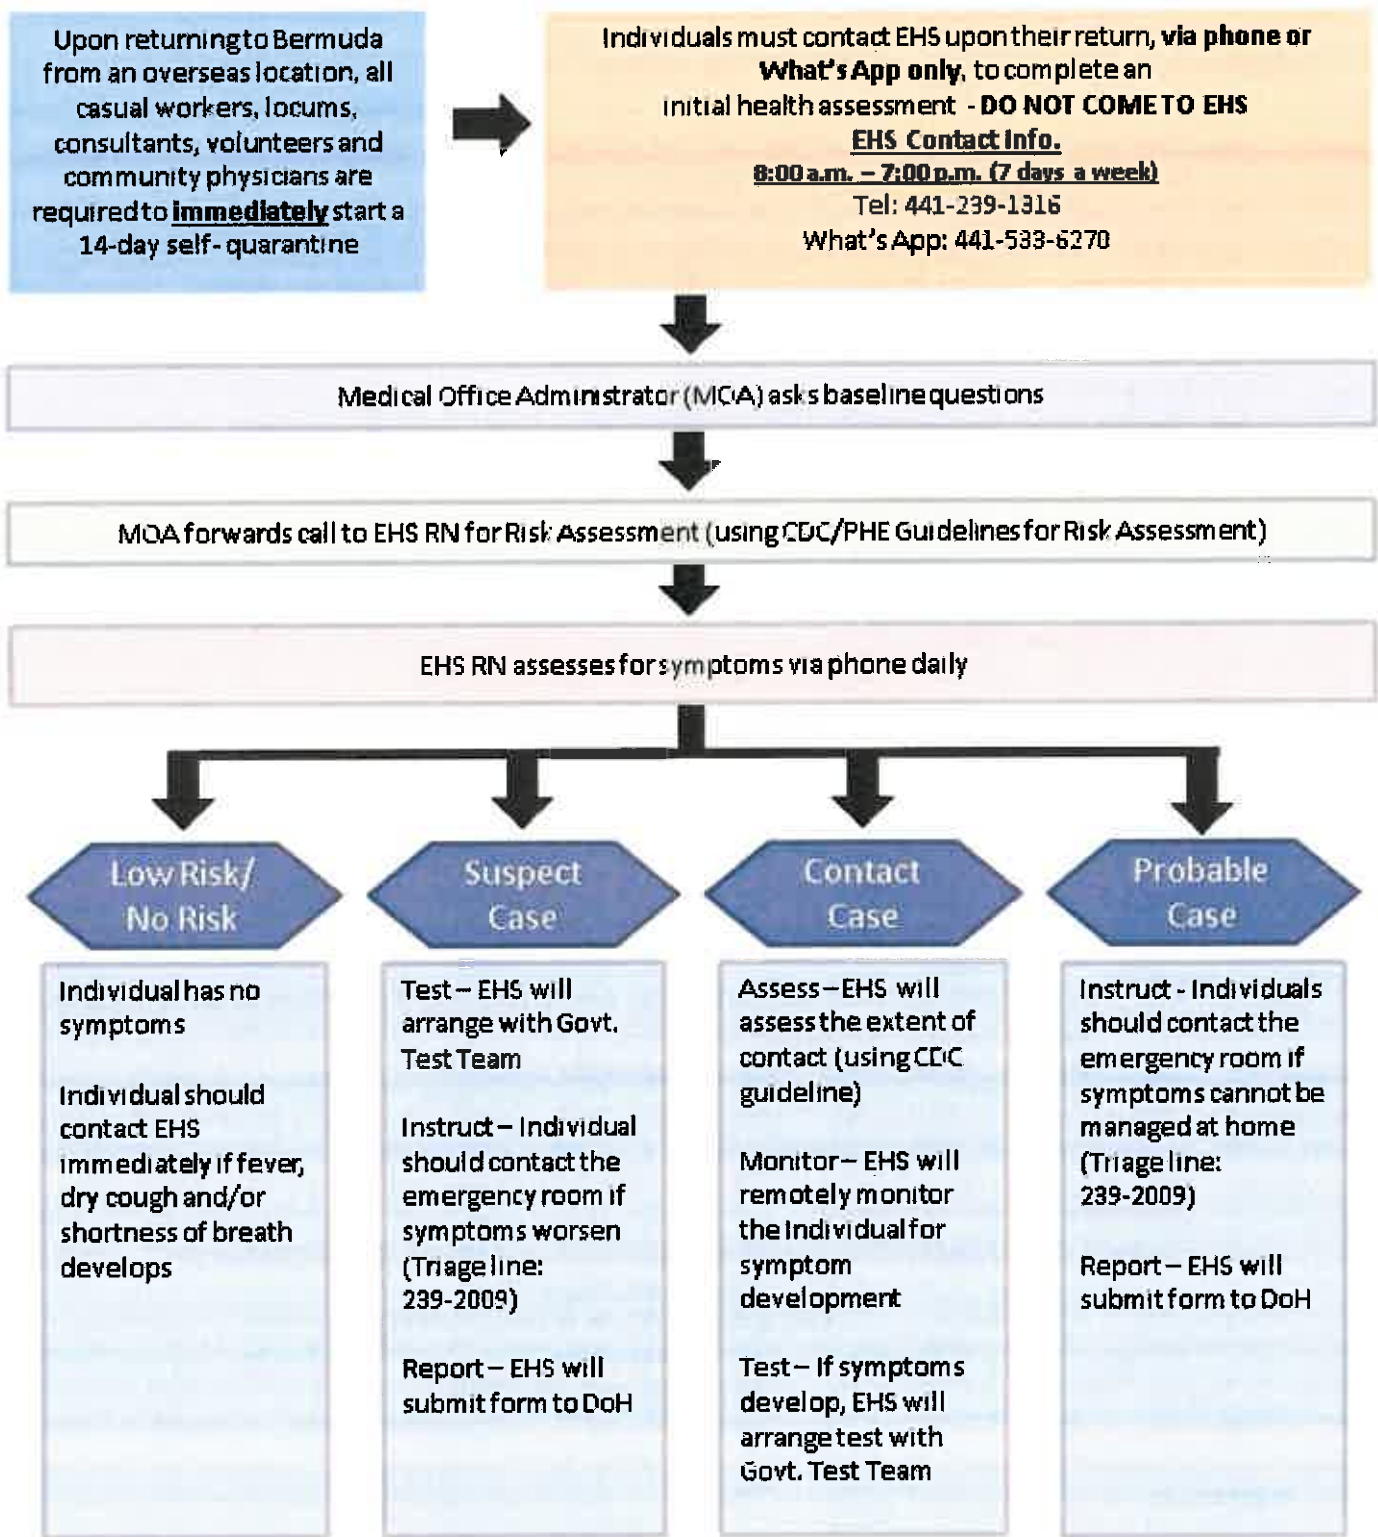 Upon returning to Bermuda
from an overseas location, all
casual workers, locums,
consultants, volunteers and
community physicians are
required to immediately start a
14-day self- quarantine
Individuals must contact EHS upon their return, via phone or
What's App only, to complete an
initial health assessment - DO NOT COME TO EHS
EHS Contact Info.
8:00 a.m. – 7:00 p.m. (7 days a week)
Tel: 441-239-1316
What's App: 441-533-6270
Medical Office Administrator (MOA) asks baseline questions
MOA forwards call to EHS RN for Risk Assessment (using CDC/PHE Guidelines for Risk Assessment)
EHS RN assesses for symptoms via phone daily
Low Risk/
No Risk
Individual has no
symptoms
Individual should
contact EHS
immediately if fever,
dry cough and/or
shortness of breath
develops
Suspect
Case
Test – EHS will
arrange with Govt.
Test Team
Instruct – Individual
should contact the
emergency room if
symptoms worsen
(Triage line:
239-2009)
Report – EHS will
submit form to DoH
Contact
Case
Assess – EHS will
assess the extent of
contact (using CDC
guideline)
Monitor – EHS will
remotely monitor
the Individual for
symptom
development
Test – If symptoms
develop, EHS will
arrange test with
Govt. Test Team
Probable
Case
Instruct - Individuals
should contact the
emergency room if
symptoms cannot be
managed at home
(Triage line:
239-2009)
Report – EHS will
submit form to DoH